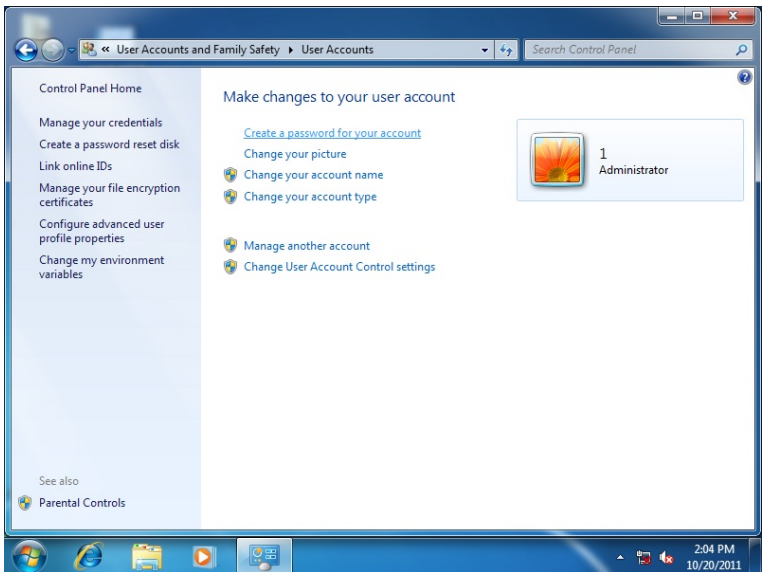 « User Accounts and Family Safety ▸ User Accounts
Search Control Panel
Control Panel Home
Manage your credentials
Create a password reset disk
Link online IDs
Manage your file encryption
certificates
Configure advanced user
profile properties
Change my environment
variables
See also
Parental Controls
Make changes to your user account
Create a password for your account
Change your picture
Change your account name
Change your account type
Manage another account
Change User Account Control settings
1
Administrator
2:04 PM
10/20/2011